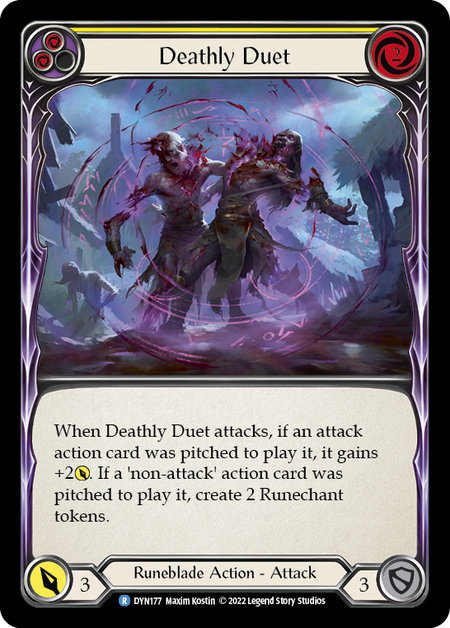 Deathly Duet
2
When Deathly Duet attacks, if an attack
action card was pitched to play it, it gains
+2. If a 'non-attack' action card was
pitched to play it, create 2 Runechant
tokens.
3
Runeblade Action - Attack
3
R DYN177 Maxim Kostin ©2022 Legend Story Studios